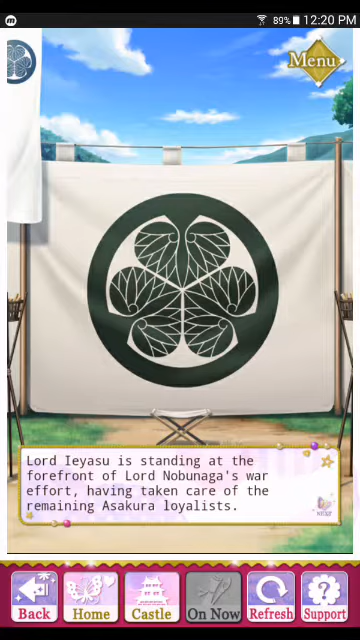 89% 12:20 PM
Menu
Lord Ieyasu is standing at the
forefront of Lord Nobunaga's war
effort, having taken care of the
remaining Asakura loyalists.
Back Home Castle On Now Refresh Support